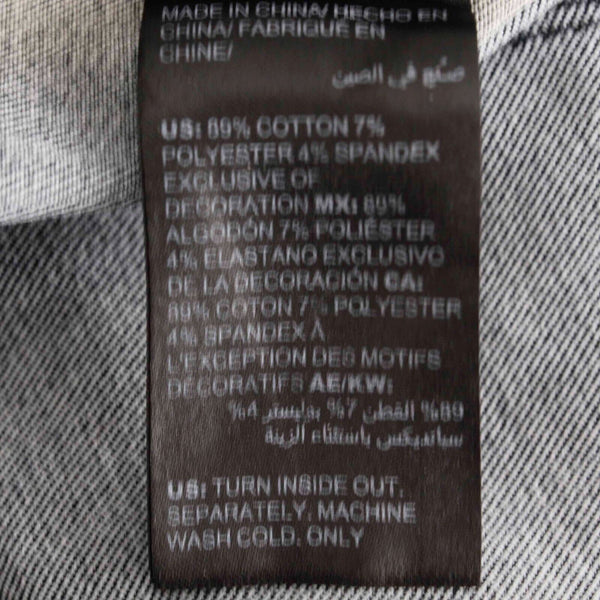 MADE IN CHINA/ HECHO EN
CHINA/ FABRIQUÉ EN
CHINE/
صنع في الصين
US: 89% COTTON 7%
POLYESTER 4% SPANDEX
EXCLUSIVE OF
DECORATION MX: 89%
ALGODÓN 7% POLIÉSTER
4% ELASTANO EXCLUSIVO
DE LA DECORACIÓN CA:
89% COTON 7% POLYESTER
4% SPANDEX À
L'EXCEPTION DES MOTIFS
DÉCORATIFS AE/KW:
89% القطن 7% بوليستر 4%
سباندیکس باستثناء الزينة
US: TURN INSIDE OUT.
SEPARATELY. MACHINE
WASH COLD. ONLY